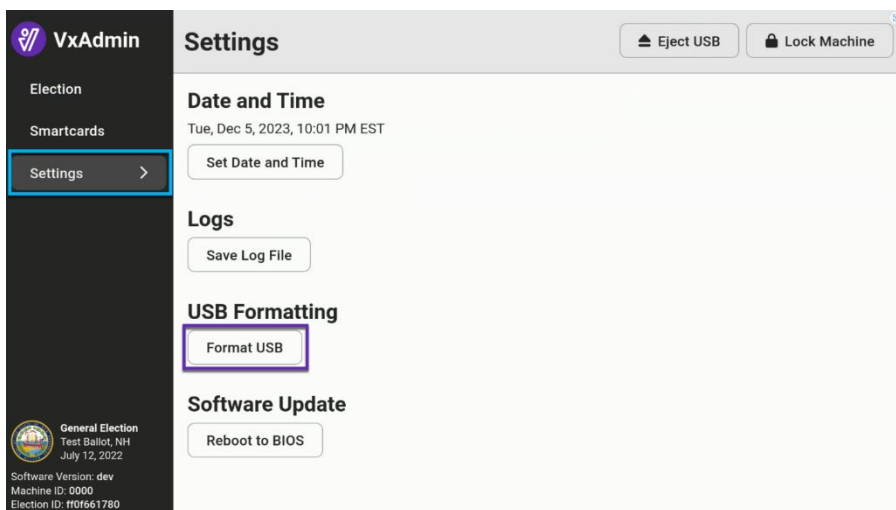 VxAdmin
Election
Smartcards
Settings
General Election
Test Ballot, NH
July 12, 2022
Software Version: dev
Machine ID: 0000
Election ID: ff0f661780
Settings
Eject USB
Lock Machine
Date and Time
Tue, Dec 5, 2023, 10:01 PM EST
Set Date and Time
Logs
Save Log File
USB Formatting
Format USB
Software Update
Reboot to BIOS